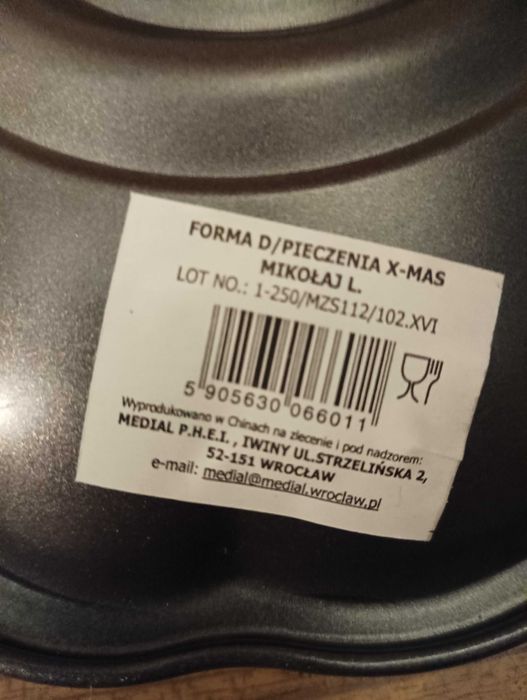 FORMA D/PIECZENIA X-MAS
MIKOŁAJ L.
LOT NO.: 1-250/MZS112/102.XVI
5 905630 066011
Wyprodukowano w Chinach na zlecenie i pod nadzorem:
MEDIAL P.H.E.I. , IWINY UL.STRZELIŃSKA 2,
52-151 WROCŁAW
e-mail: medial@medial.wroclaw.pl